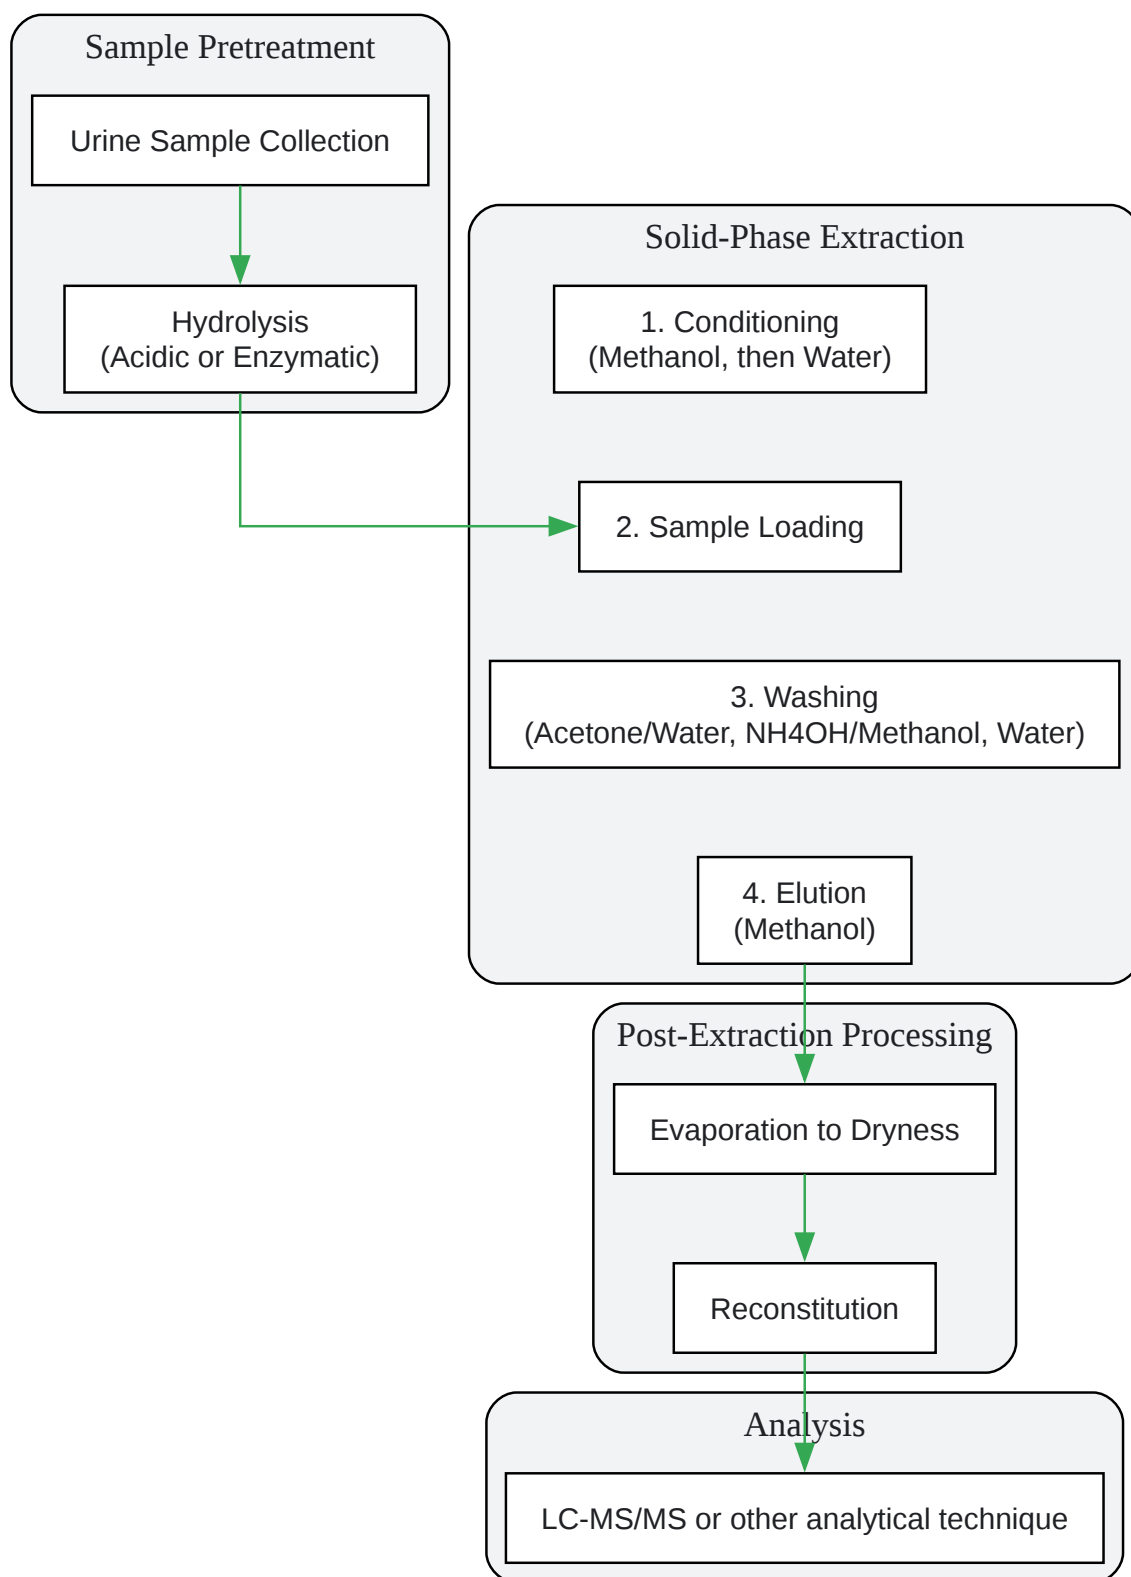 Sample Pretreatment
Urine Sample Collection
Hydrolysis
(Acidic or Enzymatic)
Solid-Phase Extraction
1. Conditioning
(Methanol, then Water)
2. Sample Loading
3. Washing
(Acetone/Water, NH4OH/Methanol, Water)
4. Elution
(Methanol)
Post-Extraction Processing
Evaporation to Dryness
Reconstitution
Analysis
LC-MS/MS or other analytical technique